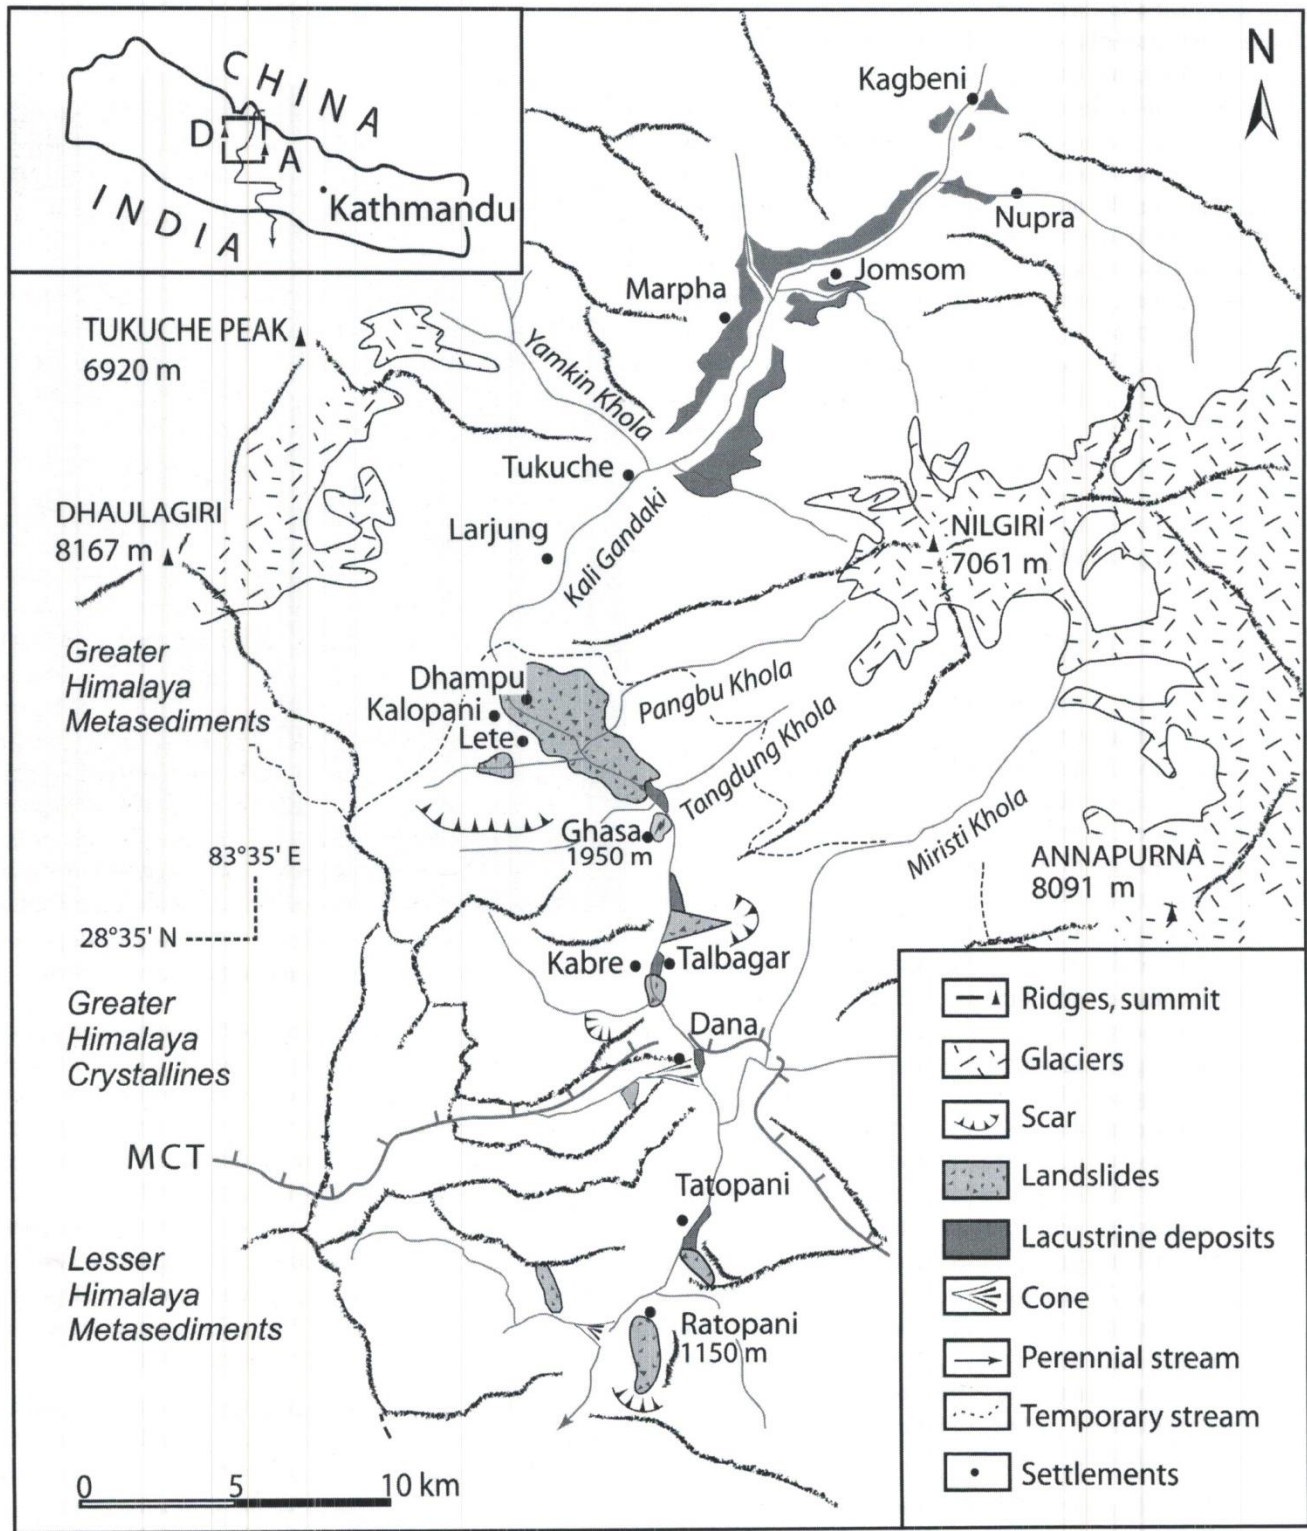 CHINA
D
A
INDIA
Kathmandu
N
Kagbeni
Nupra
Jomsom
Marpha
TUKUCHE PEAK
6920 m
Yamkin Khola
Tukuche
DHAULAGIRI
8167 m
Larjung
Kali Gandaki
NILGIRI
7061 m
Greater
Himalaya
Metasediments
Dhampu
Kalopani
Lete
Pangbu Khola
Tangdung Khola
Ghasa
1950 m
Miristi Khola
83°35' E
28°35' N
ANNAPURNA
8091 m
Kabre
Talbagar
Greater
Himalaya
Crystallines
Dana
MCT
Tatopani
Lesser
Himalaya
Metasediments
Ratopani
1150 m
0 5 10 km
Ridges, summit
Glaciers
Scar
Landslides
Lacustrine deposits
Cone
Perennial stream
Temporary stream
Settlements